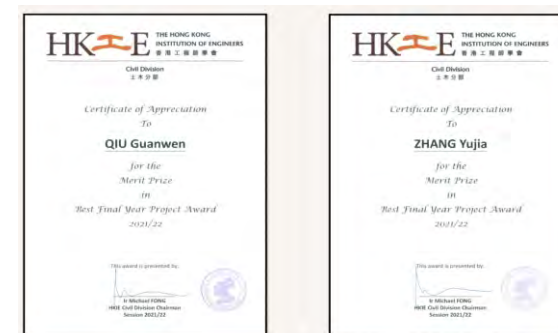 HKIE
THE HONG KONG
INSTITUTION OF ENGINEERS
香港工程師學會
Civil Division
土木分部
Certificate of Appreciation
To
QIU Guanwen
for the
Merit Prize
in
Best Final Year Project Award
2021/22
This award is presented by:
Ir Michael FONG
HKIE Civil Division Chairman
Session 2021/22
HKIE
THE HONG KONG
INSTITUTION OF ENGINEERS
香港工程師學會
Civil Division
土木分部
Certificate of Appreciation
To
ZHANG Yujia
for the
Merit Prize
in
Best Final Year Project Award
2021/22
This award is presented by:
Ir Michael FONG
HKIE Civil Division Chairman
Session 2021/22